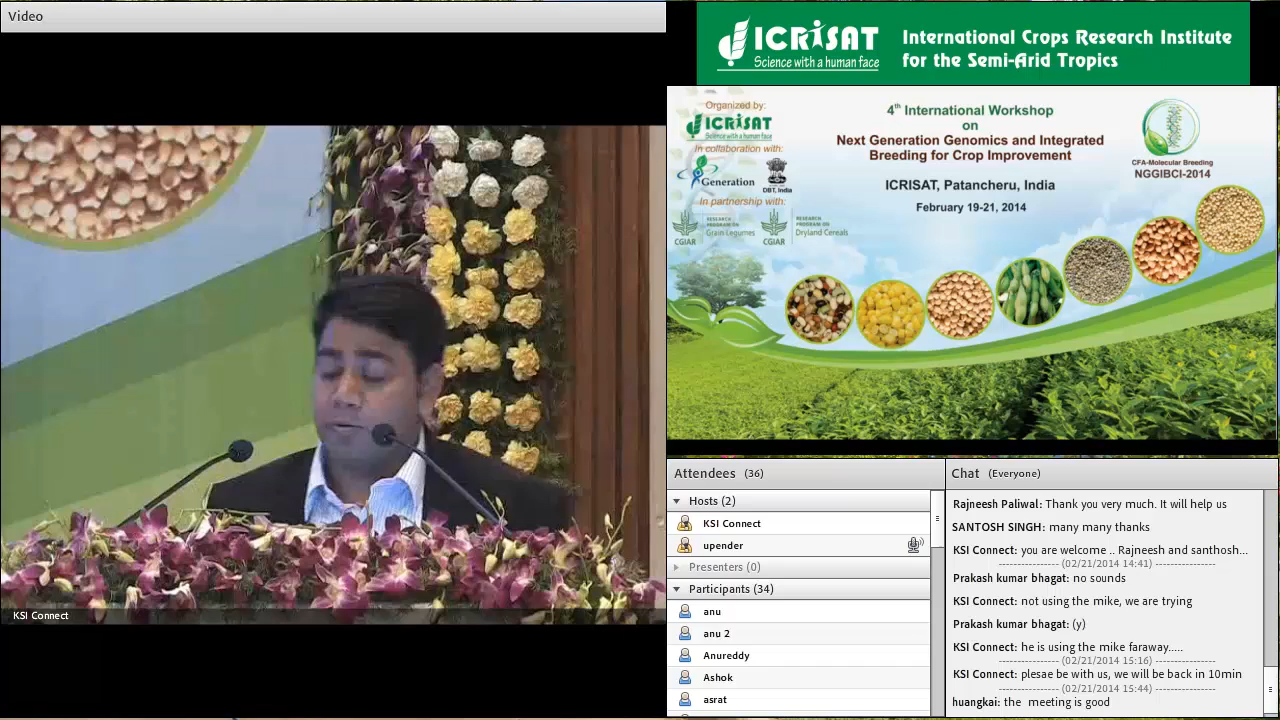 Video
KSI Connect
ICRISAT
Science with a human face
International Crops Research Institute
for the Semi-Arid Tropics
Organized by:
ICRISAT
Science with a human face
In collaboration with:
Generation
DBT, India
In partnership with:
CGIAR
RESEARCH
PROGRAM ON
Grain Legumes
CGIAR
RESEARCH
PROGRAM ON
Dryland Cereals
4th International Workshop
on
Next Generation Genomics and Integrated
Breeding for Crop Improvement
ICRISAT, Patancheru, India
February 19-21, 2014
CFA-Molecular Breeding
NGGIBCI-2014
Attendees (36)
Hosts (2)
KSI Connect
upender
Presenters (0)
Participants (34)
anu
anu 2
Anureddy
Ashok
asrat
Chat (Everyone)
Rajneesh Paliwal: Thank you very much. It will help us
SANTOSH SINGH: many many thanks
KSI Connect: you are welcome .. Rajneesh and santhosh...
---------------- (02/21/2014 14:41) ----------------
Prakash kumar bhagat: no sounds
KSI Connect: not using the mike, we are trying
Prakash kumar bhagat: (y)
KSI Connect: he is using the mike faraway.....
---------------- (02/21/2014 15:16) ----------------
KSI Connect: plesae be with us, we will be back in 10min
---------------- (02/21/2014 15:44) ----------------
huangkai: the meeting is good